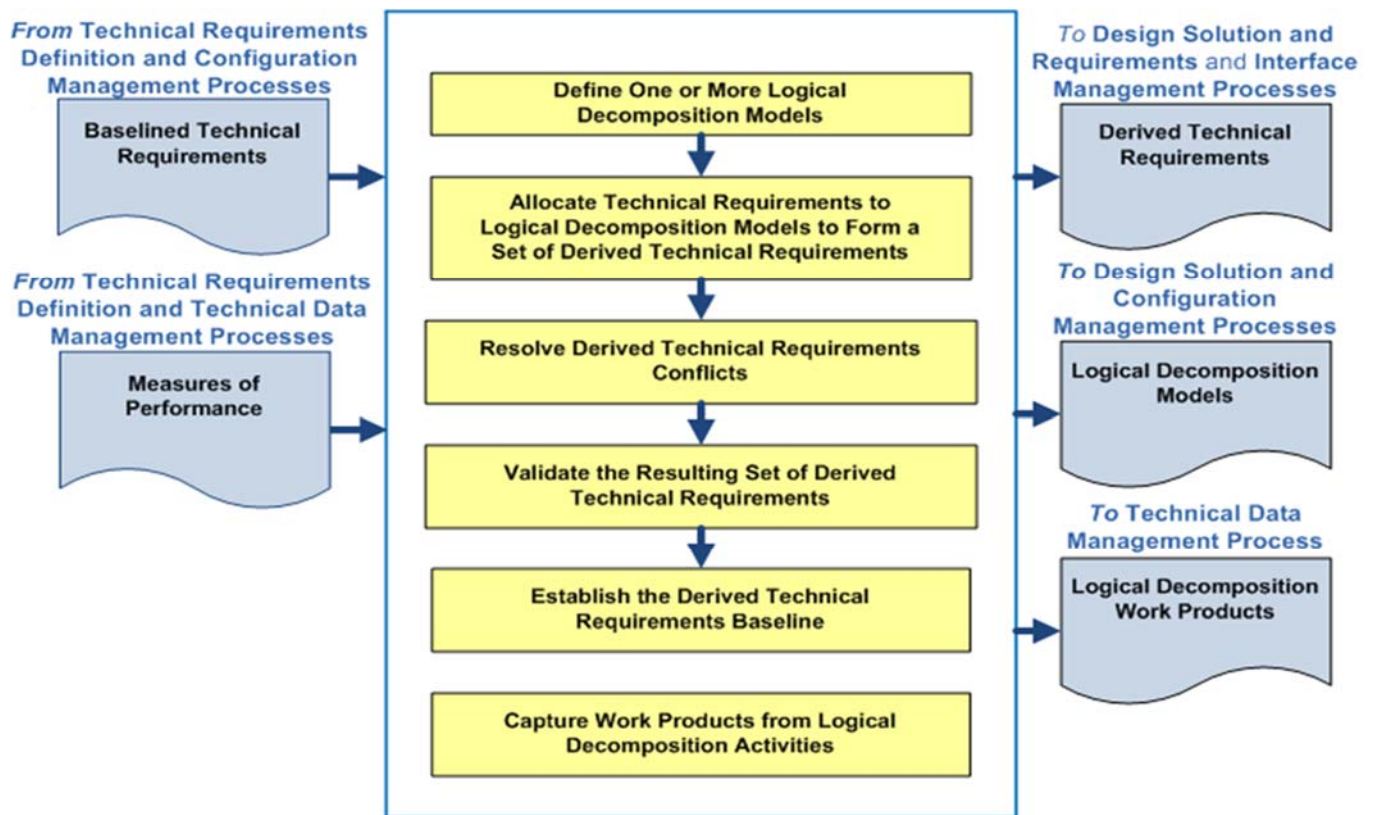 From Technical Requirements
Definition and Configuration
Management Processes
Baselined Technical
Requirements
From Technical Requirements
Definition and Technical Data
Management Processes
Measures of
Performance
Define One or More Logical
Decomposition Models
Allocate Technical Requirements to
Logical Decomposition Models to Form a
Set of Derived Technical Requirements
Resolve Derived Technical Requirements
Conflicts
Validate the Resulting Set of Derived
Technical Requirements
Establish the Derived Technical
Requirements Baseline
Capture Work Products from Logical
Decomposition Activities
To Design Solution and
Requirements and Interface
Management Processes
Derived Technical
Requirements
To Design Solution and
Configuration
Management Processes
Logical Decomposition
Models
To Technical Data
Management Process
Logical Decomposition
Work Products